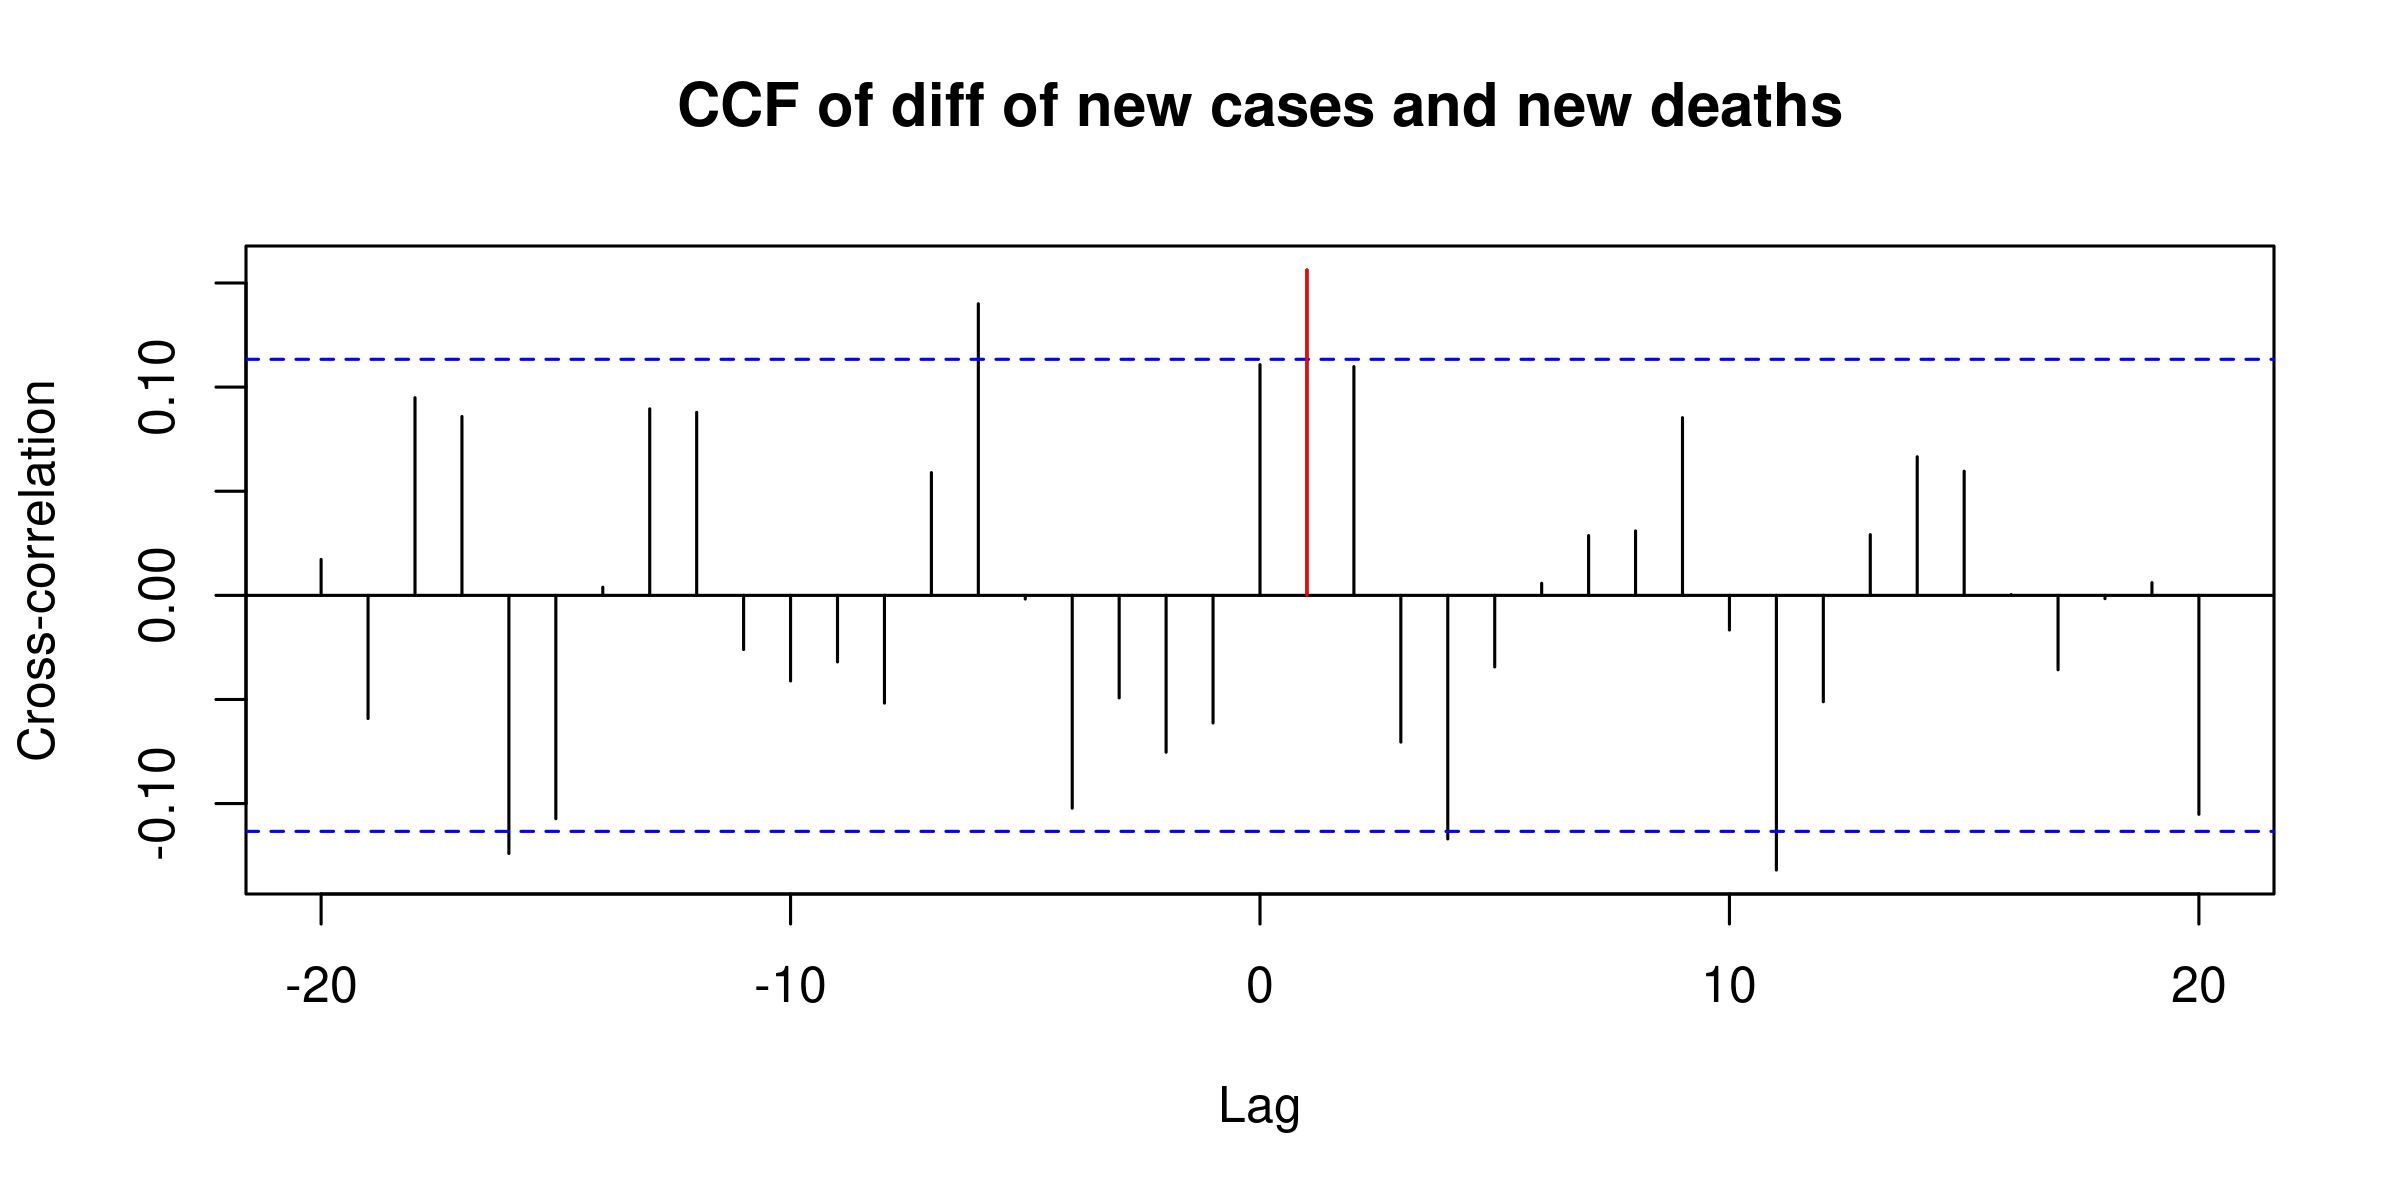 CCF of diff of new cases and new deaths
Cross-correlation
0.10
0.00
-0.10
-20 -10 0 10 20
Lag